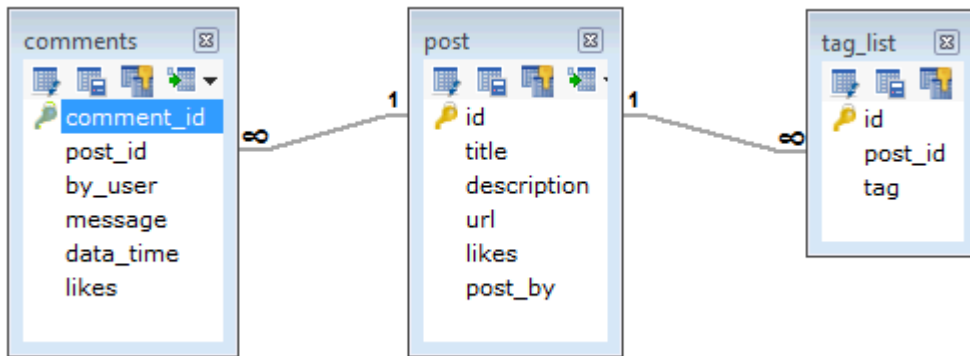 comments
comment_id
post_id
by_user
message
data_time
likes
∞
1
post
id
title
description
url
likes
post_by
1
∞
tag_list
id
post_id
tag